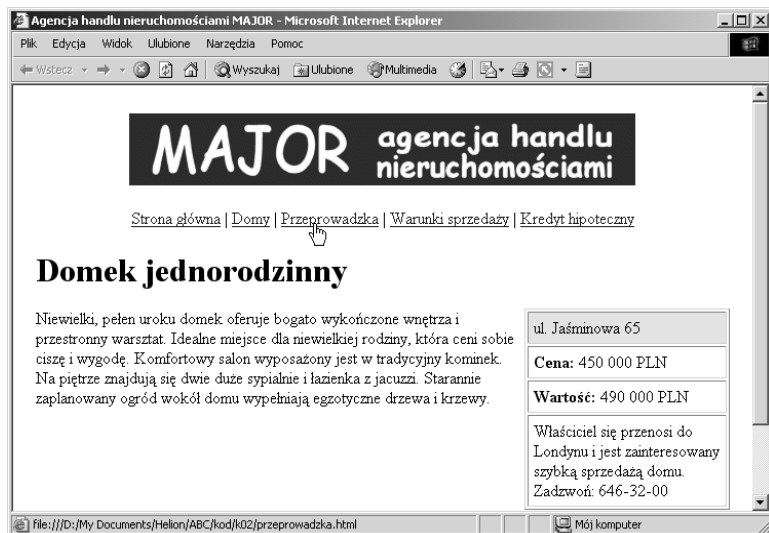 Agencja handlu nieruchomościami MAJOR - Microsoft Internet Explorer
Plik Edycja Widok Ulubione Narzędzia Pomoc
Wstecz Wyszukaj Ulubione Multimedia
MAJOR agencja handlu
nieruchomościami
Strona główna | Domy | Przeprowadzka | Warunki sprzedaży | Kredyt hipoteczny
Domek jednorodzinny
Niewielki, pełen uroku domek oferuje bogato wykończone wnętrza i
przestronny warsztat. Idealne miejsce dla niewielkiej rodziny, która ceni sobie
ciszę i wygodę. Komfortowy salon wyposażony jest w tradycyjny kominek.
Na piętrze znajdują się dwie duże sypialnie i łazienka z jacuzzi. Starannie
zaplanowany ogród wokół domu wypełniają egzotyczne drzewa i krzewy.
ul. Jaśminowa 65
Cena: 450 000 PLN
Wartość: 490 000 PLN
Właściciel się przenosi do
Londynu i jest zainteresowany
szybką sprzedażą domu.
Zadzwoń: 646-32-00
file:///D:/My Documents/Helion/ABC/kod/k02/przeprowadzka.html
Mój komputer